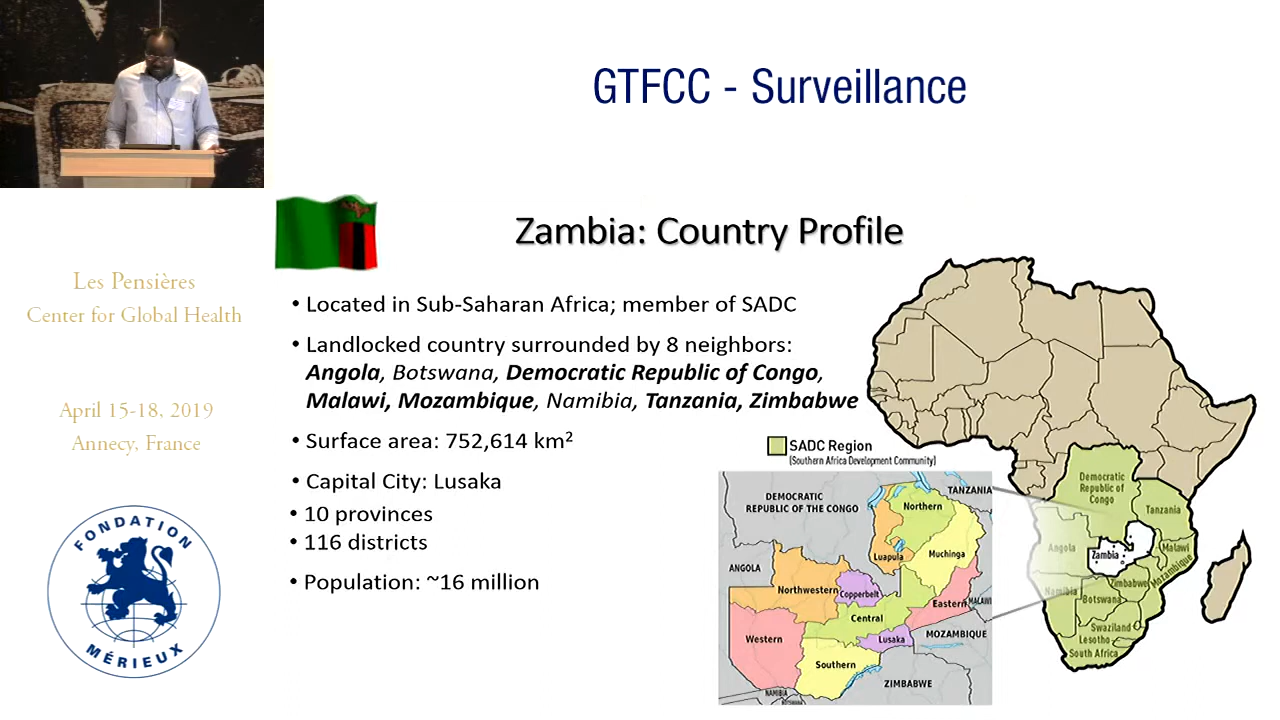 GTFCC - Surveillance
Zambia: Country Profile
Les Pensières
Center for Global Health
April 15-18, 2019
Annecy, France
FONDATION
MÉRIEUX
• Located in Sub-Saharan Africa; member of SADC
• Landlocked country surrounded by 8 neighbors:
Angola, Botswana, Democratic Republic of Congo,
Malawi, Mozambique, Namibia, Tanzania, Zimbabwe
• Surface area: 752,614 km²
• Capital City: Lusaka
• 10 provinces
• 116 districts
• Population: ~16 million
SADC Region
(Southern Africa Development Community)
DEMOCRATIC
REPUBLIC OF THE CONGO
TANZANIA
Northern
Luapula
Muchinga
ANGOLA
Northwestern
Copperbelt
Eastern
MALAWI
Central
Western
Lusaka
MOZAMBIQUE
Southern
ZIMBABWE
NAMIBIA
BOTSWANA
Democratic
Republic of
Congo
Tanzania
Angola
Zambia
Malawi
Mozambique
Zimbabwe
Namibia
Botswana
Swaziland
Lesotho
South Africa